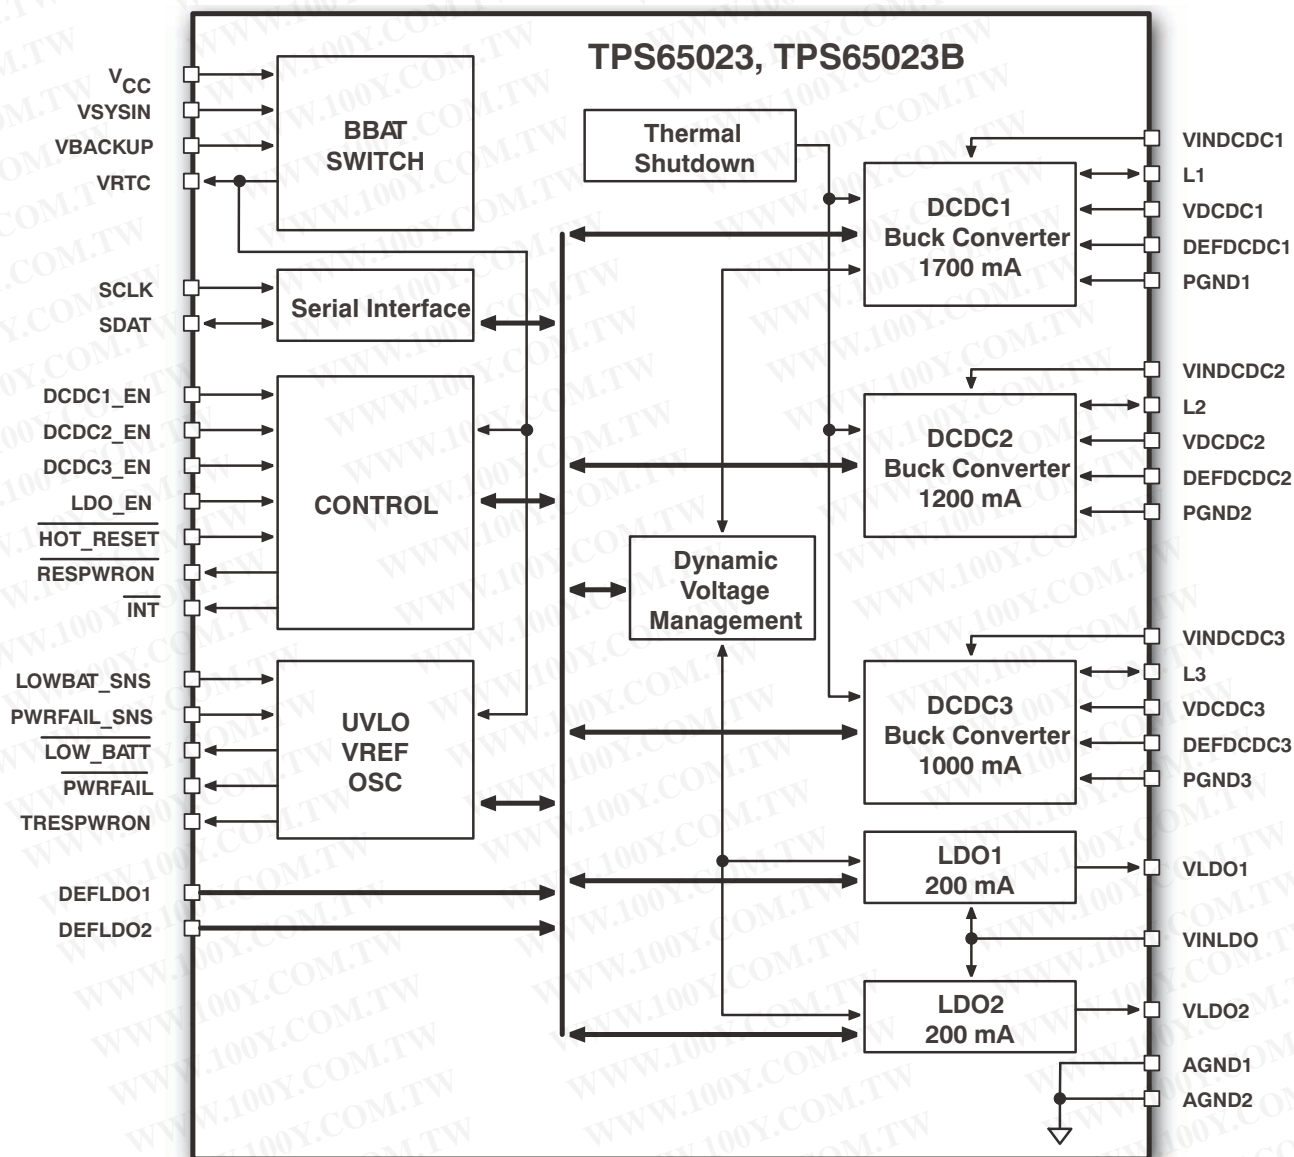 TPS65023, TPS65023B
VCC
VSYSIN
VBACKUP
VRTC
BBAT
SWITCH
SCLK
SDAT
Serial Interface
DCDC1_EN
DCDC2_EN
DCDC3_EN
LDO_EN
HOT_RESET
RESPWRON
INT
CONTROL
LOWBAT_SNS
PWRFAIL_SNS
LOW_BATT
PWRFAIL
TRESPWRON
UVLO
VREF
OSC
DEFLDO1
DEFLDO2
Thermal
Shutdown
Dynamic
Voltage
Management
DCDC1
Buck Converter
1700 mA
VINDCDC1
L1
VDCDC1
DEFDCDC1
PGND1
DCDC2
Buck Converter
1200 mA
VINDCDC2
L2
VDCDC2
DEFDCDC2
PGND2
DCDC3
Buck Converter
1000 mA
VINDCDC3
L3
VDCDC3
DEFDCDC3
PGND3
LDO1
200 mA
VLDO1
VINLDO
LDO2
200 mA
VLDO2
AGND1
AGND2
WWW.100Y.COM.TW